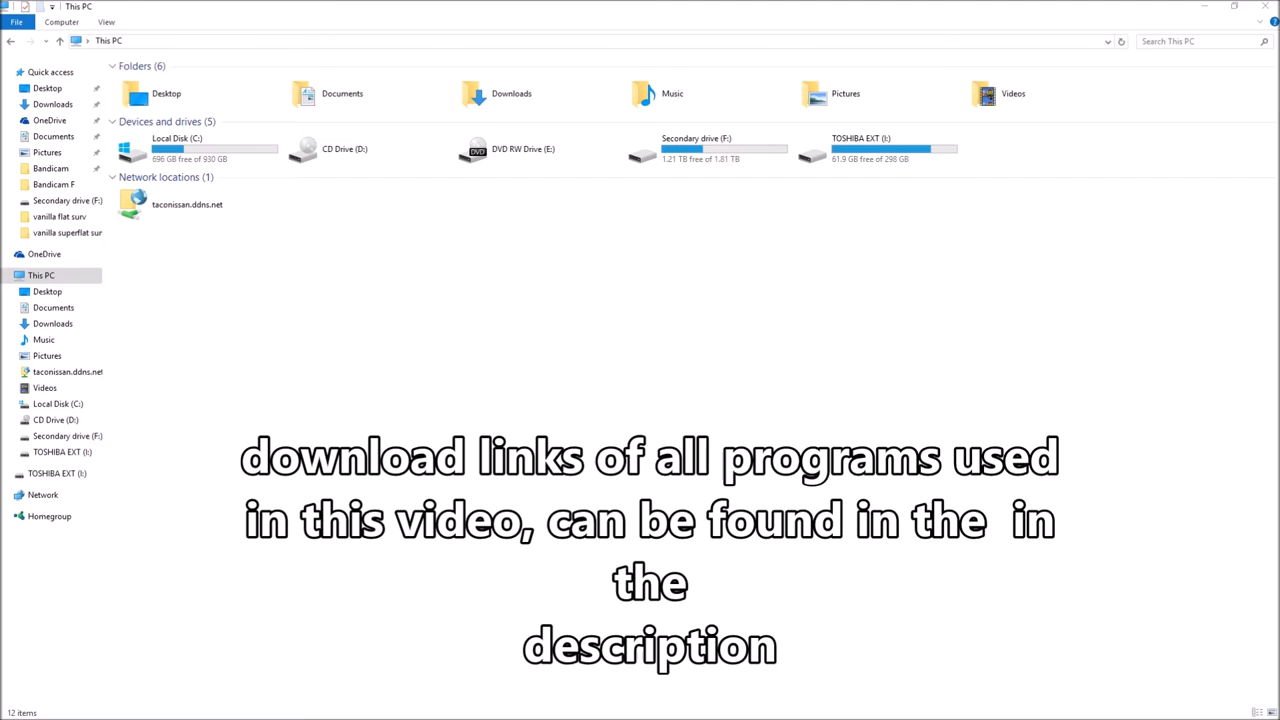 This PC
File Computer View
This PC
Search This PC
Quick access
Desktop
Downloads
OneDrive
Documents
Pictures
Bandicam
Bandicam F
Secondary drive (F:)
vanilla flat surv
vanilla superflat sur
OneDrive
This PC
Desktop
Documents
Downloads
Music
Pictures
taconissan.ddns.net
Videos
Local Disk (C:)
CD Drive (D:)
Secondary drive (F:)
TOSHIBA EXT (I:)
TOSHIBA EXT (I:)
Network
Homegroup
Folders (6)
Desktop Documents Downloads Music Pictures Videos
Devices and drives (5)
Local Disk (C:)
696 GB free of 930 GB
CD Drive (D:)
DVD
DVD RW Drive (E:)
Secondary drive (F:)
1.21 TB free of 1.81 TB
TOSHIBA EXT (I:)
61.9 GB free of 298 GB
Network locations (1)
taconissan.ddns.net
download links of all programs used
in this video, can be found in the in
the
description
12 items